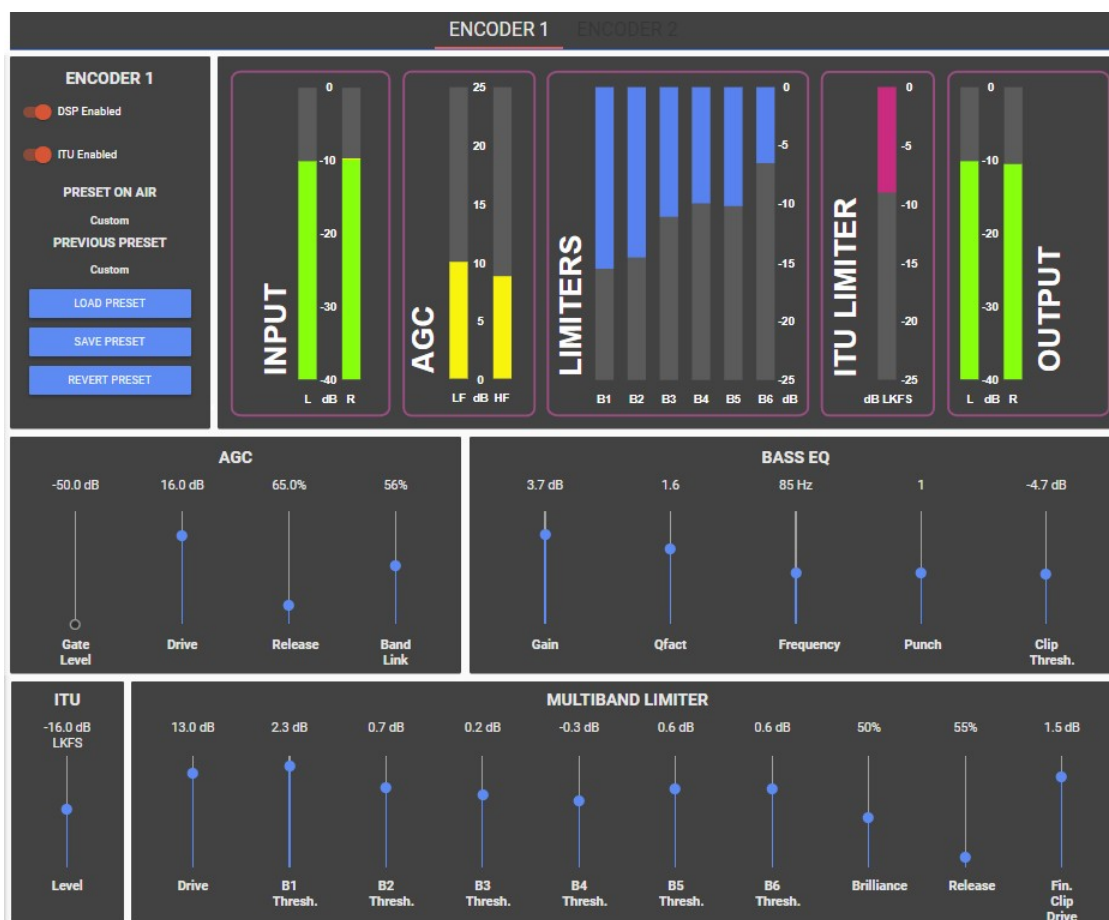 ENCODER 1 ENCODER 2
ENCODER 1
DSP Enabled
ITU Enabled
PRESET ON AIR
Custom
PREVIOUS PRESET
Custom
LOAD PRESET
SAVE PRESET
REVERT PRESET
INPUT
0
-10
-20
-30
-40
L dB R
AGC
25
20
15
10
5
0
LF dB HF
LIMITERS
0
-5
-10
-15
-20
-25
B1 B2 B3 B4 B5 B6 dB
ITU LIMITER
0
-5
-10
-15
-20
-25
dB LKFS
0
-10
-20
-30
-40
L dB R
OUTPUT
AGC
-50.0 dB 16.0 dB 65.0% 56%
Gate Drive Release Band
Level Link
BASS EQ
3.7 dB 1.6 85 Hz 1 -4.7 dB
Gain Qfact Frequency Punch Clip
Thresh.
ITU
-16.0 dB
LKFS
Level
MULTIBAND LIMITER
13.0 dB 2.3 dB 0.7 dB 0.2 dB -0.3 dB 0.6 dB 0.6 dB 50% 55% 1.5 dB
Drive B1 B2 B3 B4 B5 B6 Brilliance Release Fin.
Thresh. Thresh. Thresh. Thresh. Thresh. Thresh. Clip
Drive